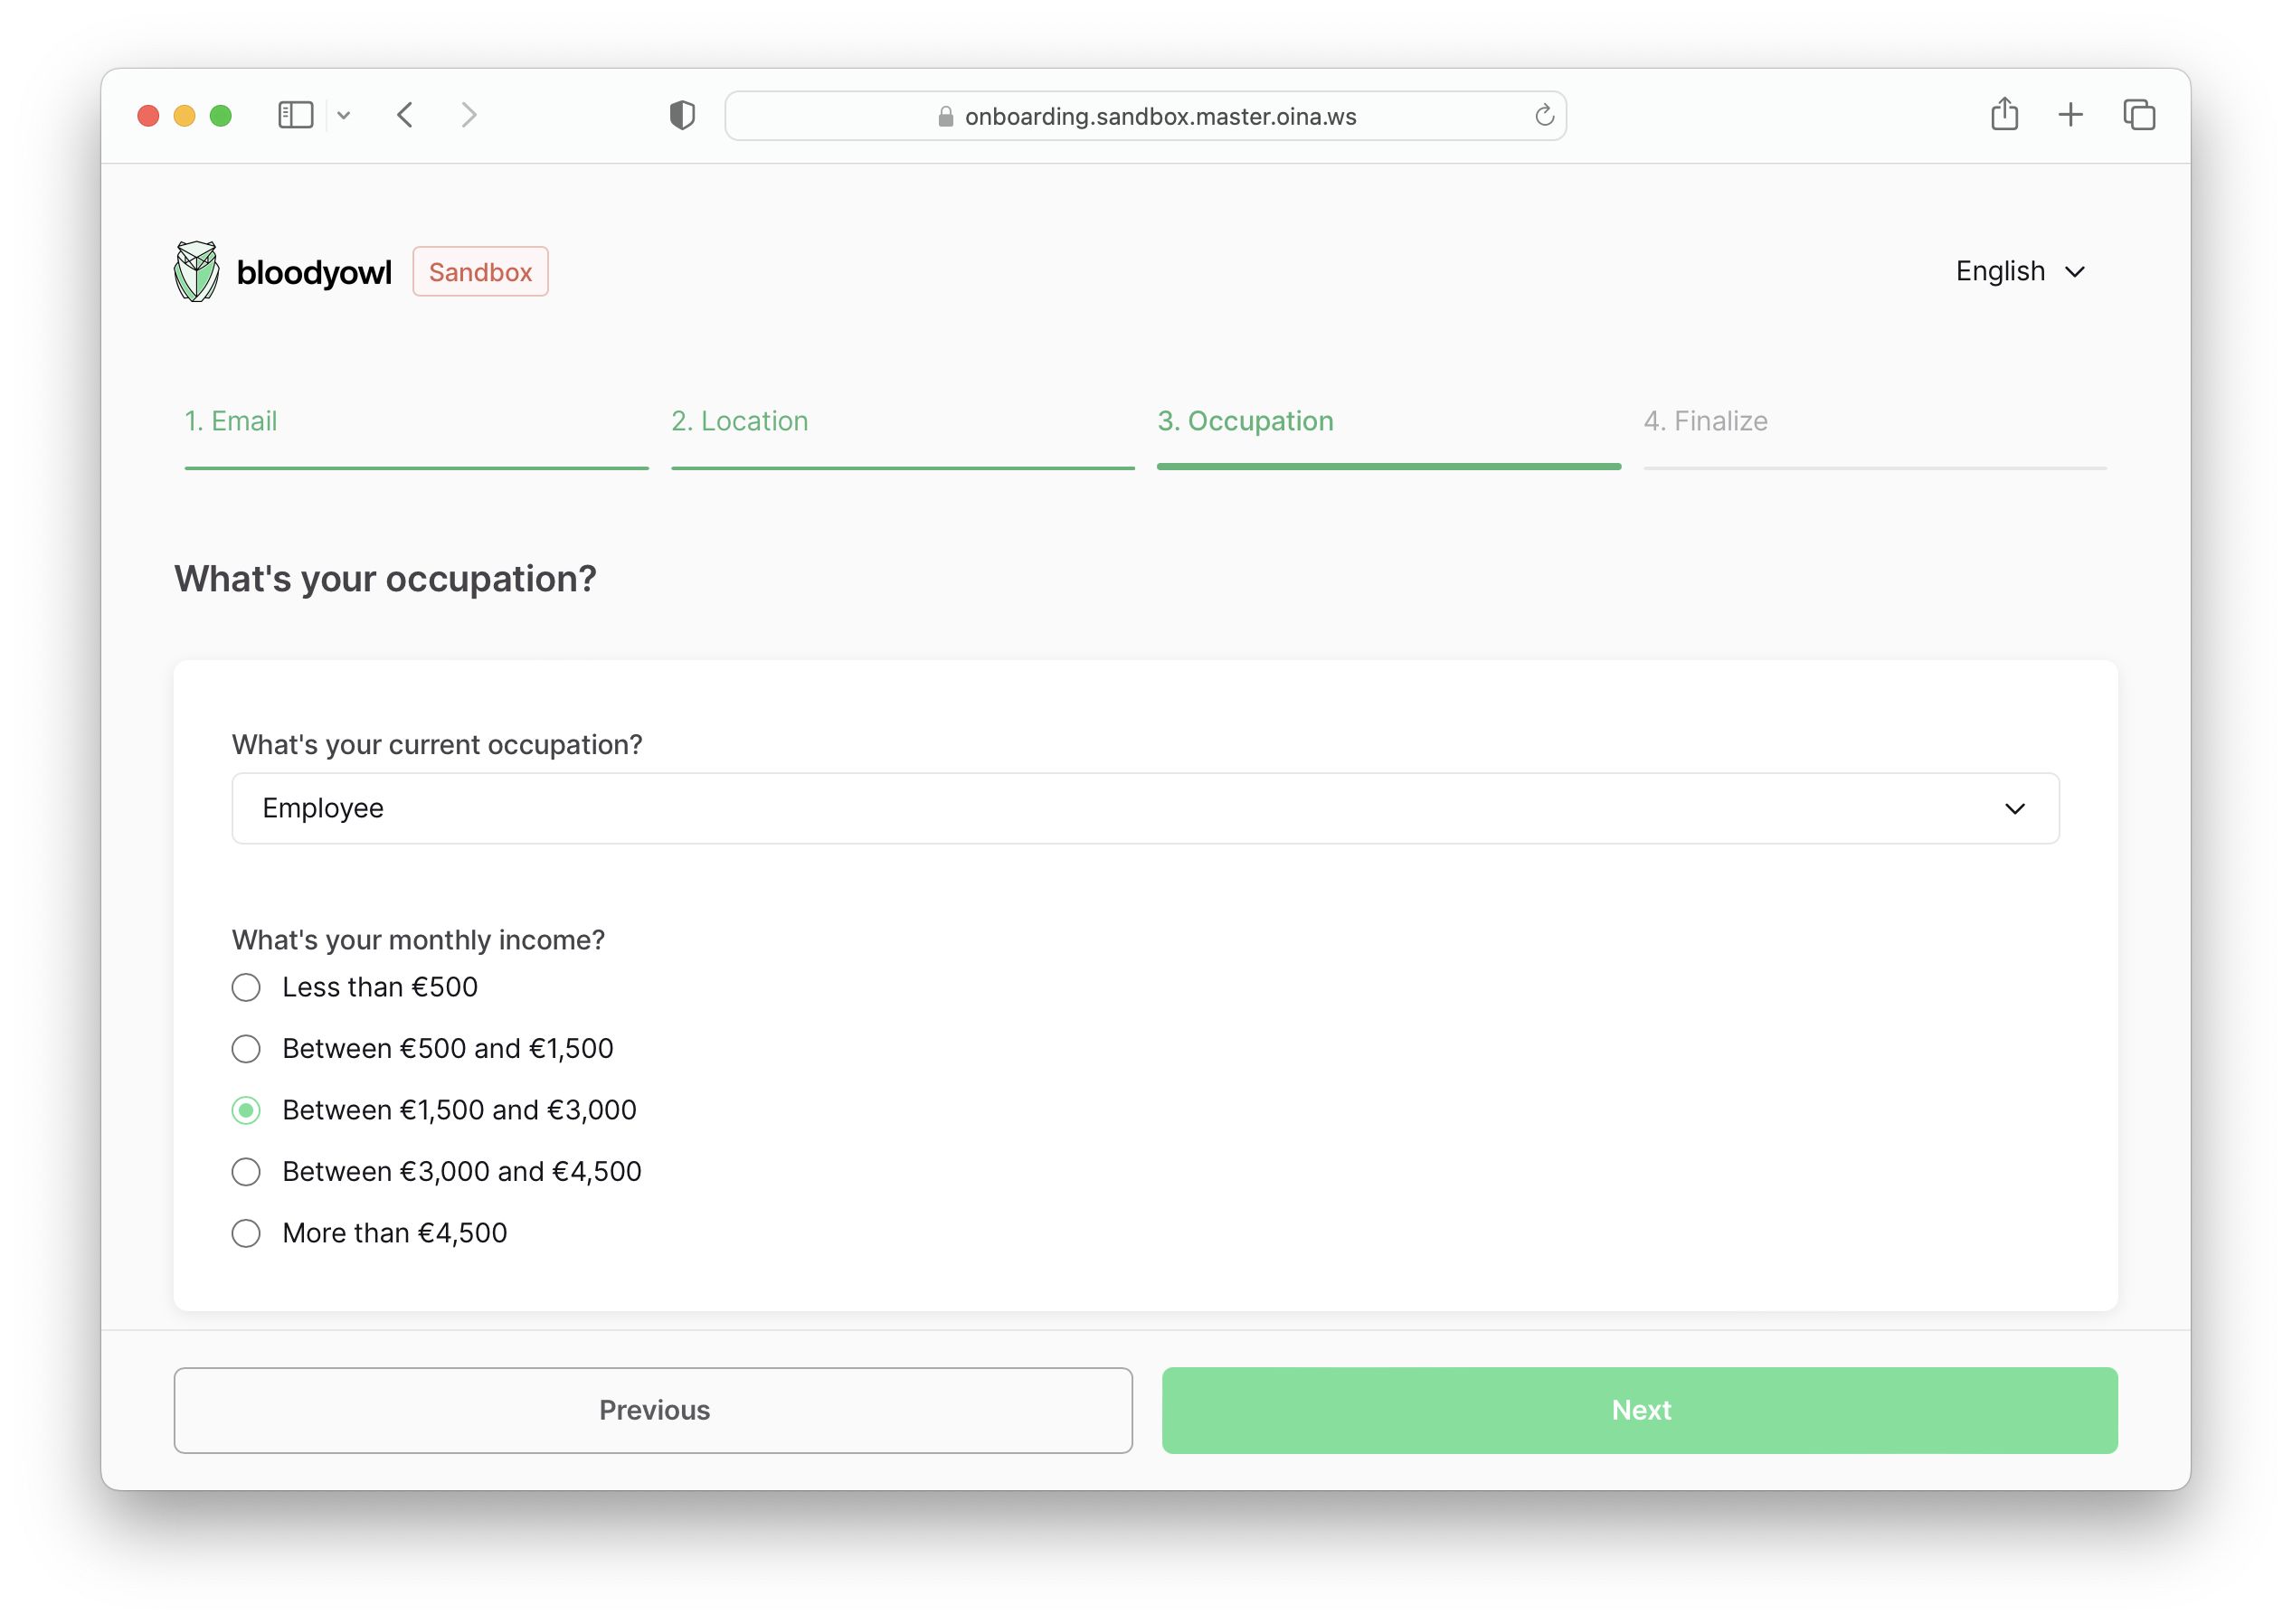 onboarding.sandbox.master.oina.ws
bloodyowl
Sandbox
English
1. Email
2. Location
3. Occupation
4. Finalize
What's your occupation?
What's your current occupation?
Employee
What's your monthly income?
Less than €500
Between €500 and €1,500
Between €1,500 and €3,000
Between €3,000 and €4,500
More than €4,500
Previous
Next